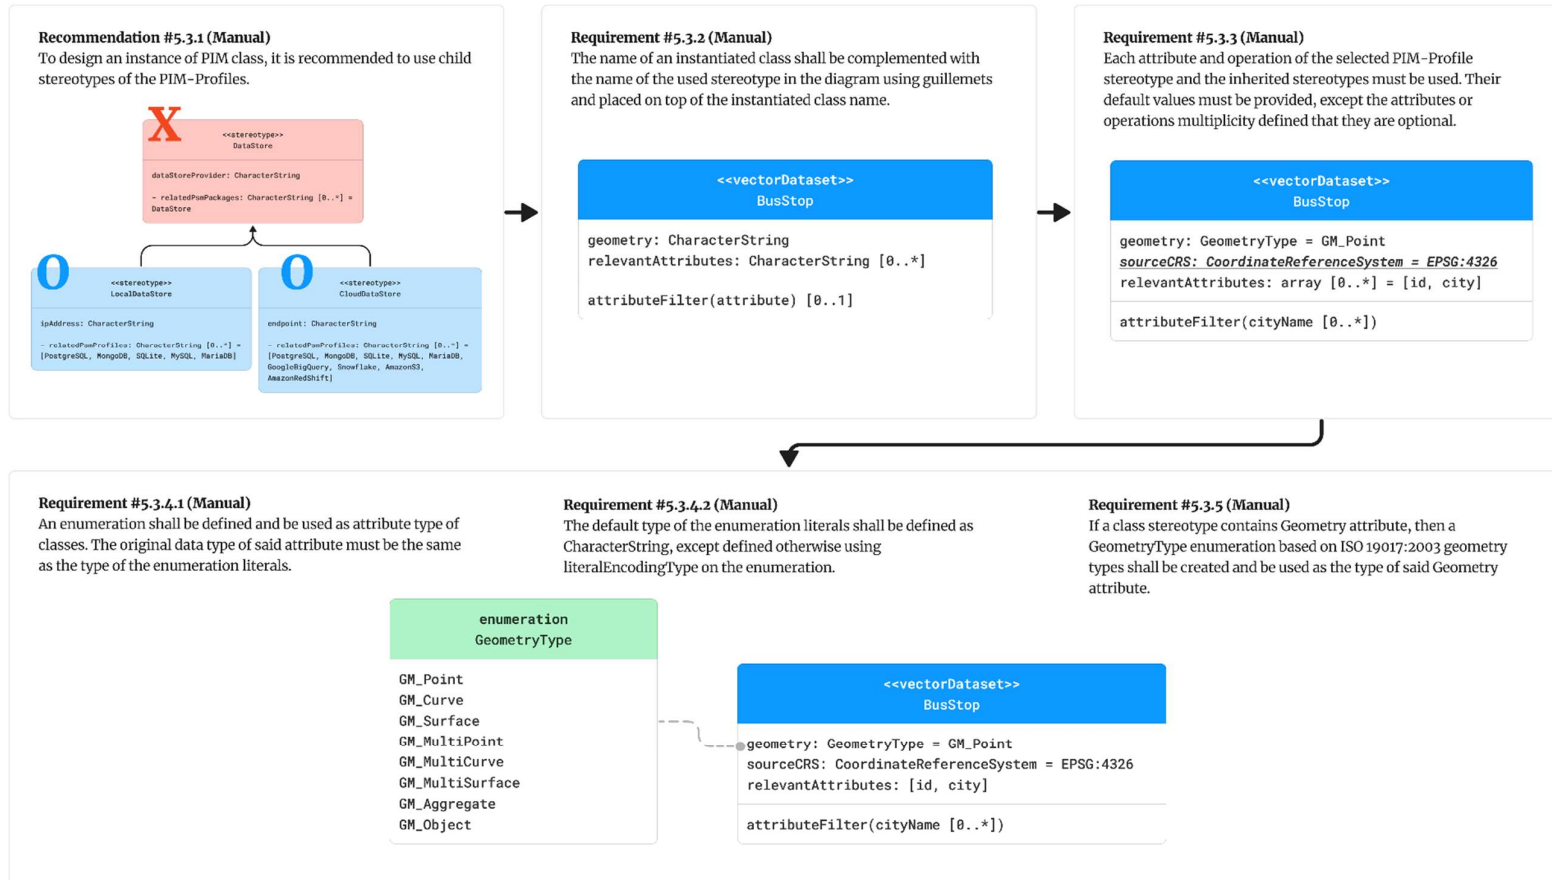 Recommendation #5.3.1 (Manual)
To design an instance of PIM class, it is recommended to use child
stereotypes of the PIM-Profiles.
X
<<stereotype>>
DataStore
dataStoreProvider: CharacterString
- relatedPsmPackages: CharacterString [0..*] =
DataStore
O
<<stereotype>>
LocalDataStore
ipAddress: CharacterString
- relatedPsmProfiles: CharacterString [0..*] =
[PostgreSQL, MongoDB, SQLite, MySQL, MariaDB]
O
<<stereotype>>
CloudDataStore
endpoint: CharacterString
- relatedPsmProfiles: CharacterString [0..*] =
[PostgreSQL, MongoDB, SQLite, MySQL, MariaDB,
GoogleBigQuery, Snowflake, AmazonS3,
AmazonRedShift]
Requirement #5.3.2 (Manual)
The name of an instantiated class shall be complemented with
the name of the used stereotype in the diagram using guillemets
and placed on top of the instantiated class name.
<<vectorDataset>>
BusStop
geometry: CharacterString
relevantAttributes: CharacterString [0..*]
attributeFilter(attribute) [0..1]
Requirement #5.3.3 (Manual)
Each attribute and operation of the selected PIM-Profile
stereotype and the inherited stereotypes must be used. Their
default values must be provided, except the attributes or
operations multiplicity defined that they are optional.
<<vectorDataset>>
BusStop
geometry: GeometryType = GM_Point
sourceCRS: CoordinateReferenceSystem = EPSG:4326
relevantAttributes: array [0..*] = [id, city]
attributeFilter(cityName [0..*])
Requirement #5.3.4.1 (Manual)
An enumeration shall be defined and be used as attribute type of
classes. The original data type of said attribute must be the same
as the type of the enumeration literals.
Requirement #5.3.4.2 (Manual)
The default type of the enumeration literals shall be defined as
CharacterString, except defined otherwise using
literalEncodingType on the enumeration.
Requirement #5.3.5 (Manual)
If a class stereotype contains Geometry attribute, then a
GeometryType enumeration based on ISO 19017:2003 geometry
types shall be created and be used as the type of said Geometry
attribute.
enumeration
GeometryType
GM_Point
GM_Curve
GM_Surface
GM_MultiPoint
GM_MultiCurve
GM_MultiSurface
GM_Aggregate
GM_Object
<<vectorDataset>>
BusStop
geometry: GeometryType = GM_Point
sourceCRS: CoordinateReferenceSystem = EPSG:4326
relevantAttributes: [id, city]
attributeFilter(cityName [0..*])